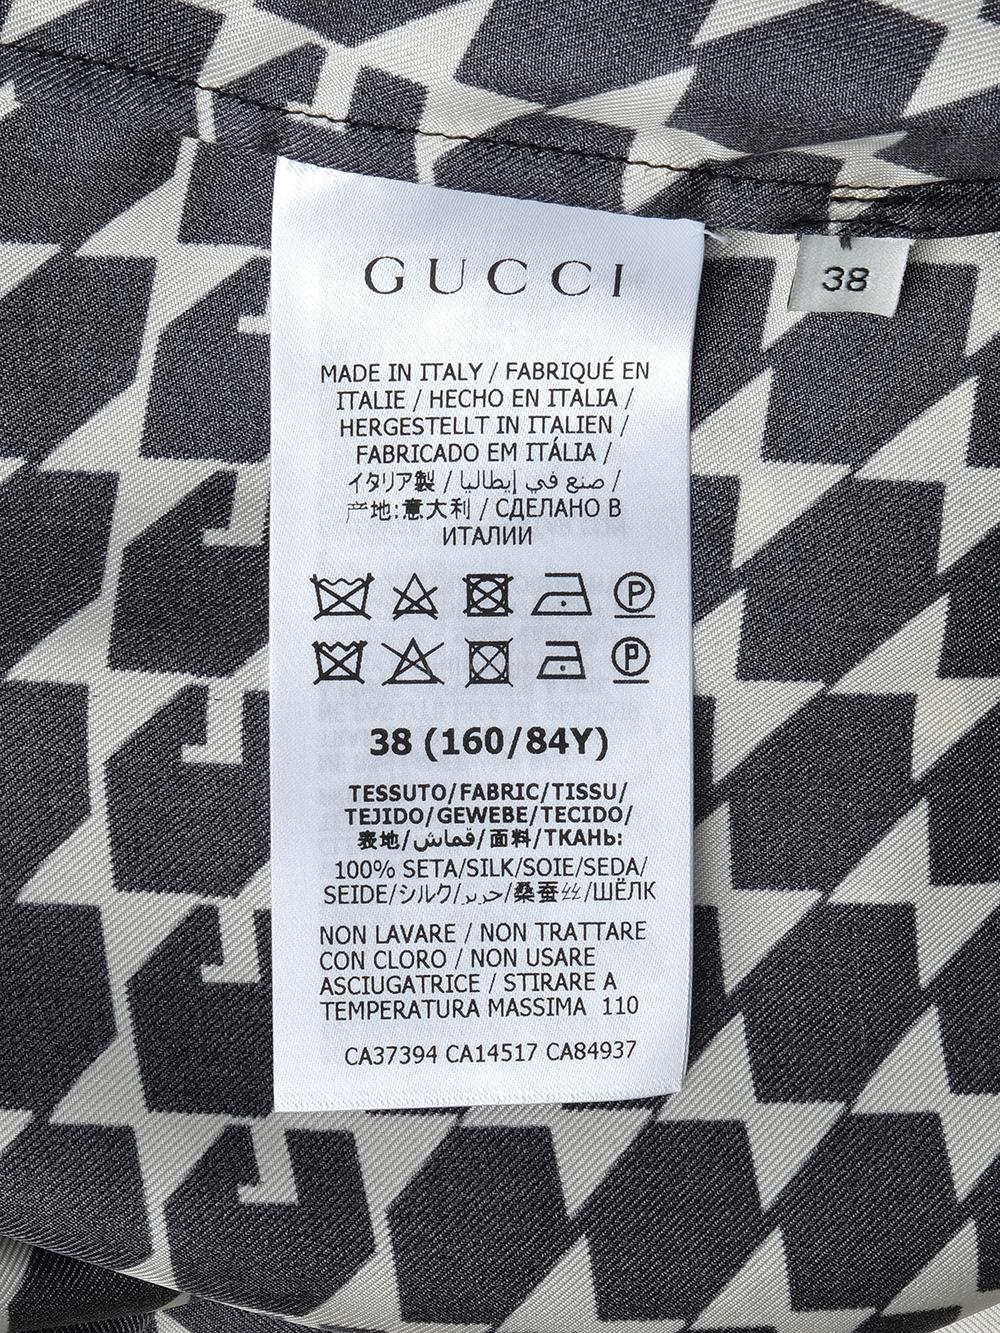 GUCCI
38
MADE IN ITALY / FABRIQUÉ EN
ITALIE / HECHO EN ITALIA /
HERGESTELLT IN ITALIEN /
FABRICADO EM ITÁLIA /
イタリア製 / صنع في إيطاليا /
产地:意大利 / СДЕЛАНО В
ИТАЛИИ
P
P
38 (160/84Y)
TESSUTO/FABRIC/TISSU/
TEJIDO/GEWEBE/TECIDO/
表地/قماش/面料/ТКАНЬ:
100% SETA/SILK/SOIE/SEDA/
SEIDE/シルク/حرير/桑蚕丝/ШЁЛК
NON LAVARE / NON TRATTARE
CON CLORO / NON USARE
ASCIUGATRICE / STIRARE A
TEMPERATURA MASSIMA 110
CA37394 CA14517 CA84937